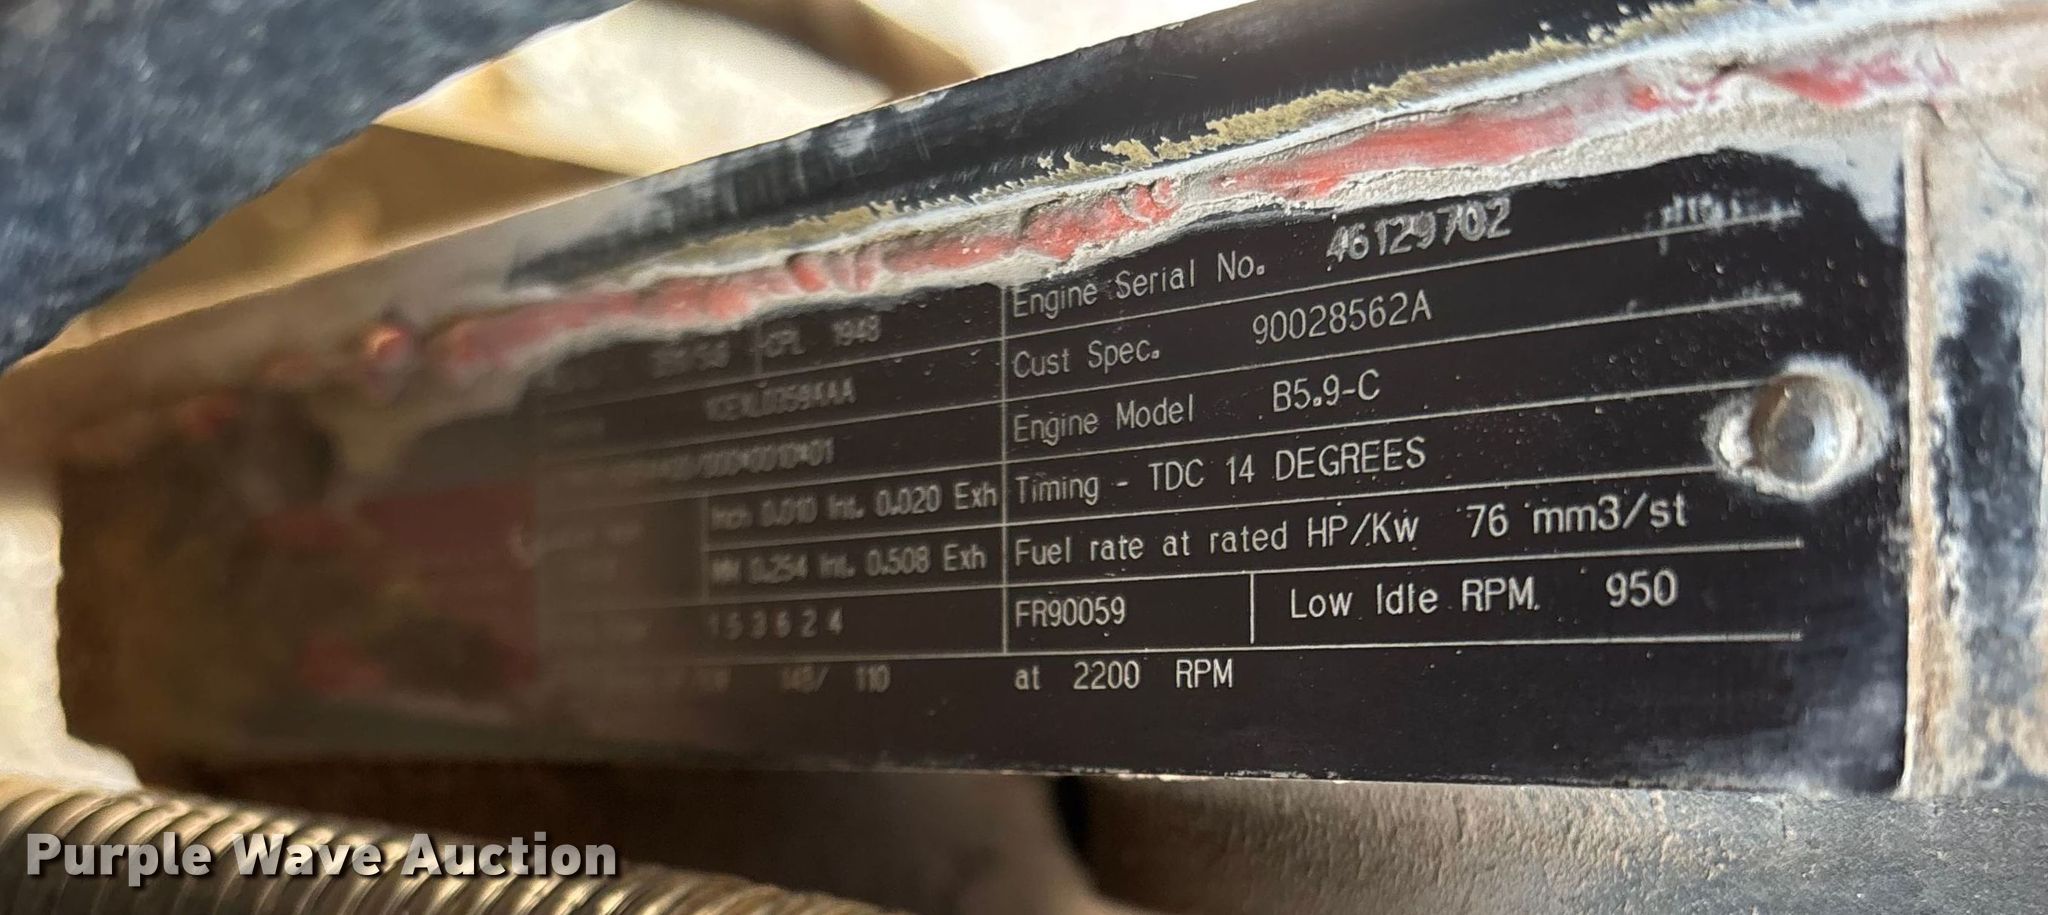 Engine Serial No. 46129702
CPL 1948
Cust Spec. 90028562A
Engine Model B5.9-C
Timing - TDC 14 DEGREES
Inch 0.010 Int. 0.020 Exh
Fuel rate at rated HP/Kw 76 mm3/st
MM 0.254 Int. 0.508 Exh
FR90059 Low Idle RPM. 950
1 5 3 6 2 4
110 at 2200 RPM
Purple Wave Auction